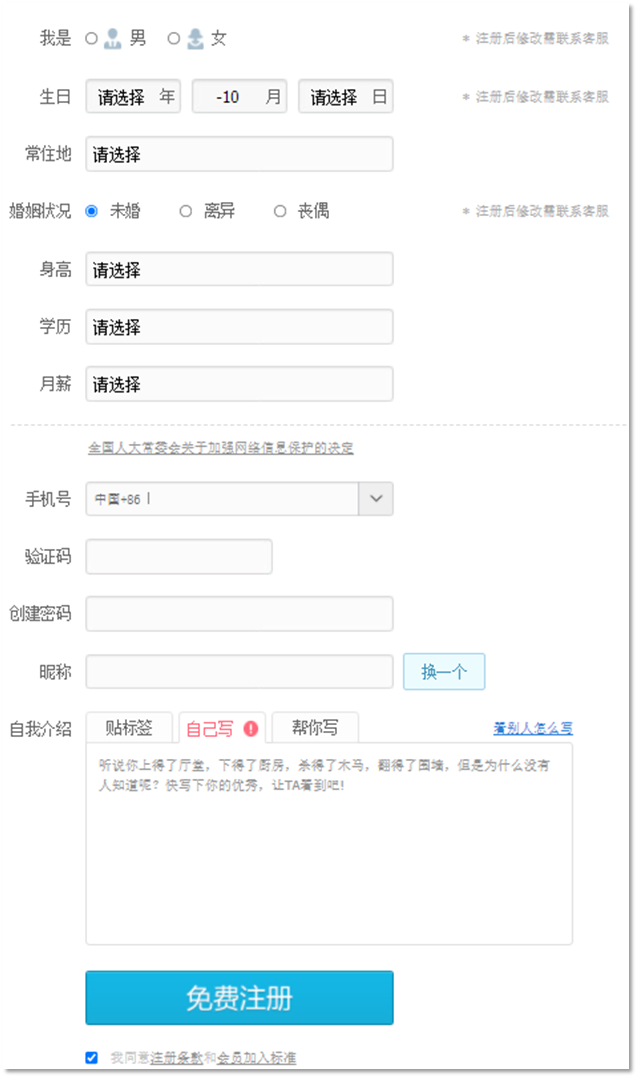 我是 男 女 * 注册后修改需联系客服
生日 请选择 年 -10 月 请选择 日 * 注册后修改需联系客服
常住地 请选择
婚姻状况 未婚 离异 丧偶 * 注册后修改需联系客服
身高 请选择
学历 请选择
月薪 请选择
全国人大常委会关于加强网络信息保护的决定
手机号 中国+86
验证码
创建密码
昵称 换一个
自我介绍 贴标签 自己写 帮你写 看别人怎么写
听说你上得了厅堂，下得了厨房，杀得了木马，翻得了围墙，但是为什么没有
人知道呢？快写下你的优秀，让TA看到吧！
免费注册
我同意注册条款和会员加入标准